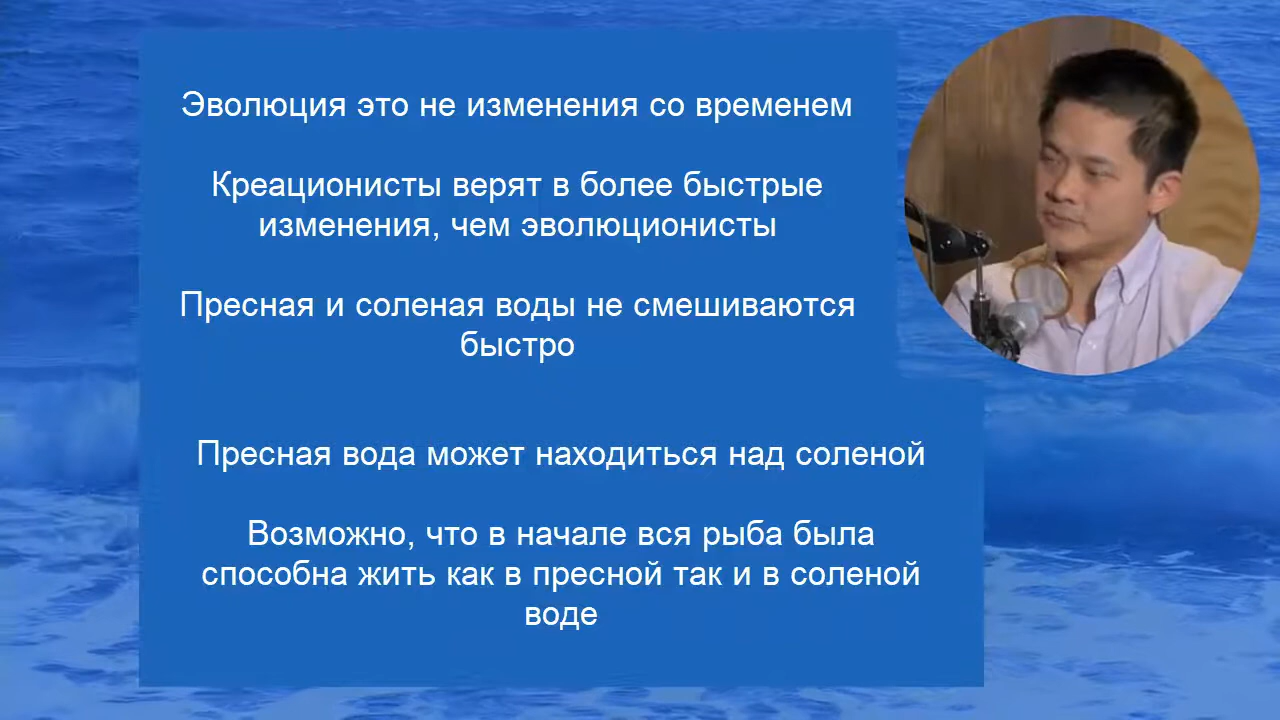 Эволюция это не изменения со временем
Креационисты верят в более быстрые
изменения, чем эволюционисты
Пресная и соленая воды не смешиваются
быстро
Пресная вода может находиться над соленой
Возможно, что в начале вся рыба была
способна жить как в пресной так и в соленой
воде